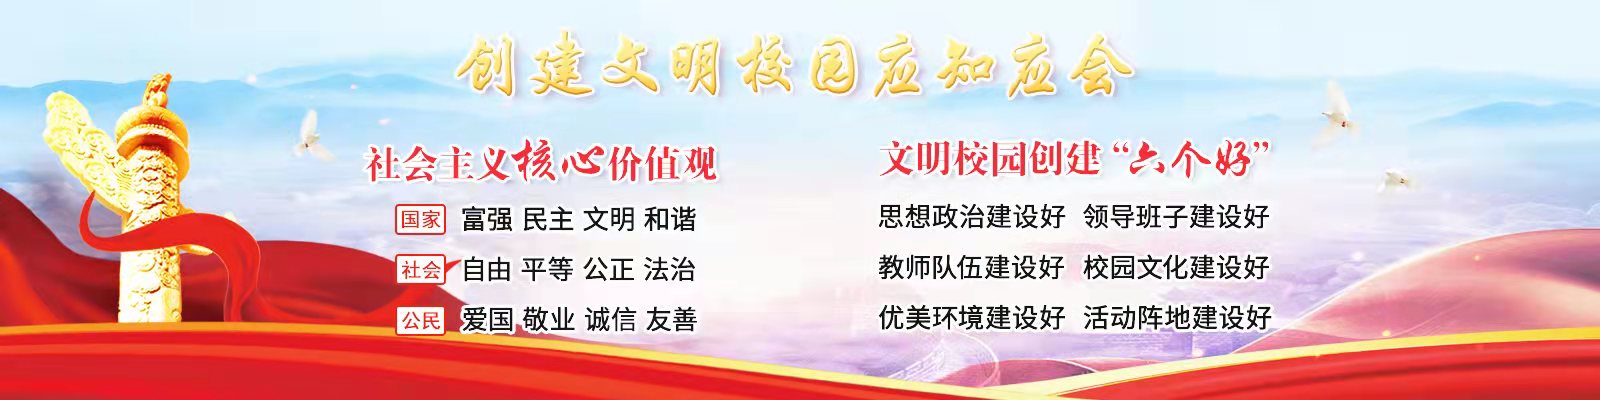 创建文明校园应知应会
社会主义核心价值观
国家 富强 民主 文明 和谐
社会 自由 平等 公正 法治
公民 爱国 敬业 诚信 友善
文明校园创建“六个好”
思想政治建设好 领导班子建设好
教师队伍建设好 校园文化建设好
优美环境建设好 活动阵地建设好